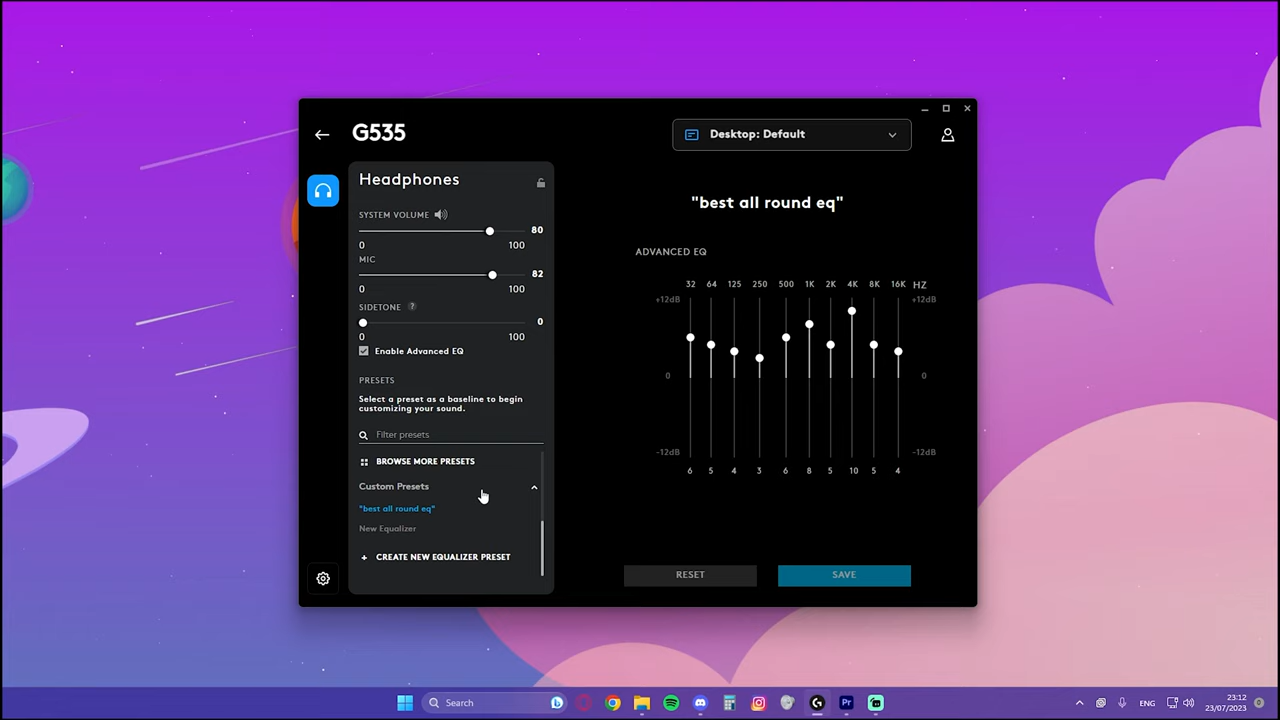 G535
Desktop: Default
Headphones
SYSTEM VOLUME
80
0 100
MIC
82
0 100
SIDETONE ?
0
0 100
Enable Advanced EQ
PRESETS
Select a preset as a baseline to begin
customizing your sound.
Filter presets
BROWSE MORE PRESETS
Custom Presets
"best all round eq"
New Equalizer
+ CREATE NEW EQUALIZER PRESET
"best all round eq"
ADVANCED EQ
32 64 125 250 500 1K 2K 4K 8K 16K HZ
+12dB +12dB
0 0
-12dB -12dB
6 5 4 3 6 8 5 10 5 4
RESET SAVE
Search
ENG
23:12
23/07/2023